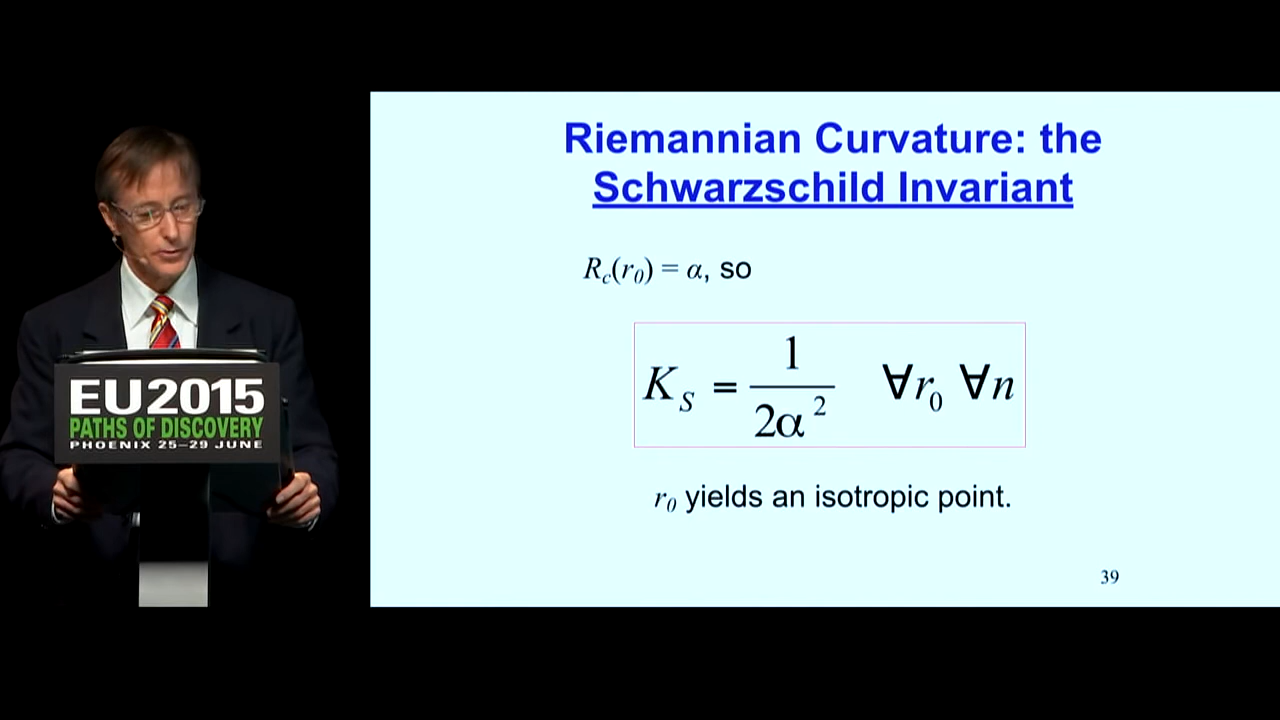 Riemannian Curvature: the
Schwarzschild Invariant
Rc(r0) = α, so
KS = 1 / 2α² ∀r0 ∀n
r0 yields an isotropic point.
39
EU2015
PATHS OF DISCOVERY
PHOENIX 25–29 JUNE